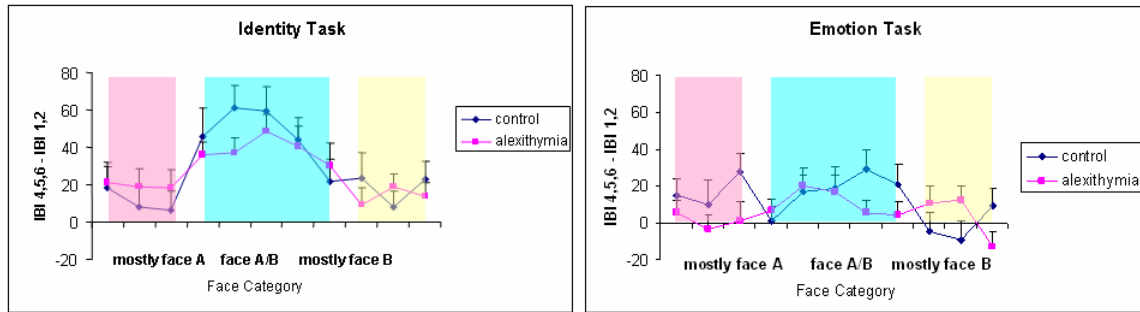 Identity Task
IBI 4,5,6 - IBI 1,2
80
60
40
20
0
-20
mostly face A face A/B mostly face B
Face Category
control
alexithymia
Emotion Task
IBI 4,5,6 - IBI 1,2
80
60
40
20
0
-20
mostly face A face A/B mostly face B
Face Category
control
alexithymia